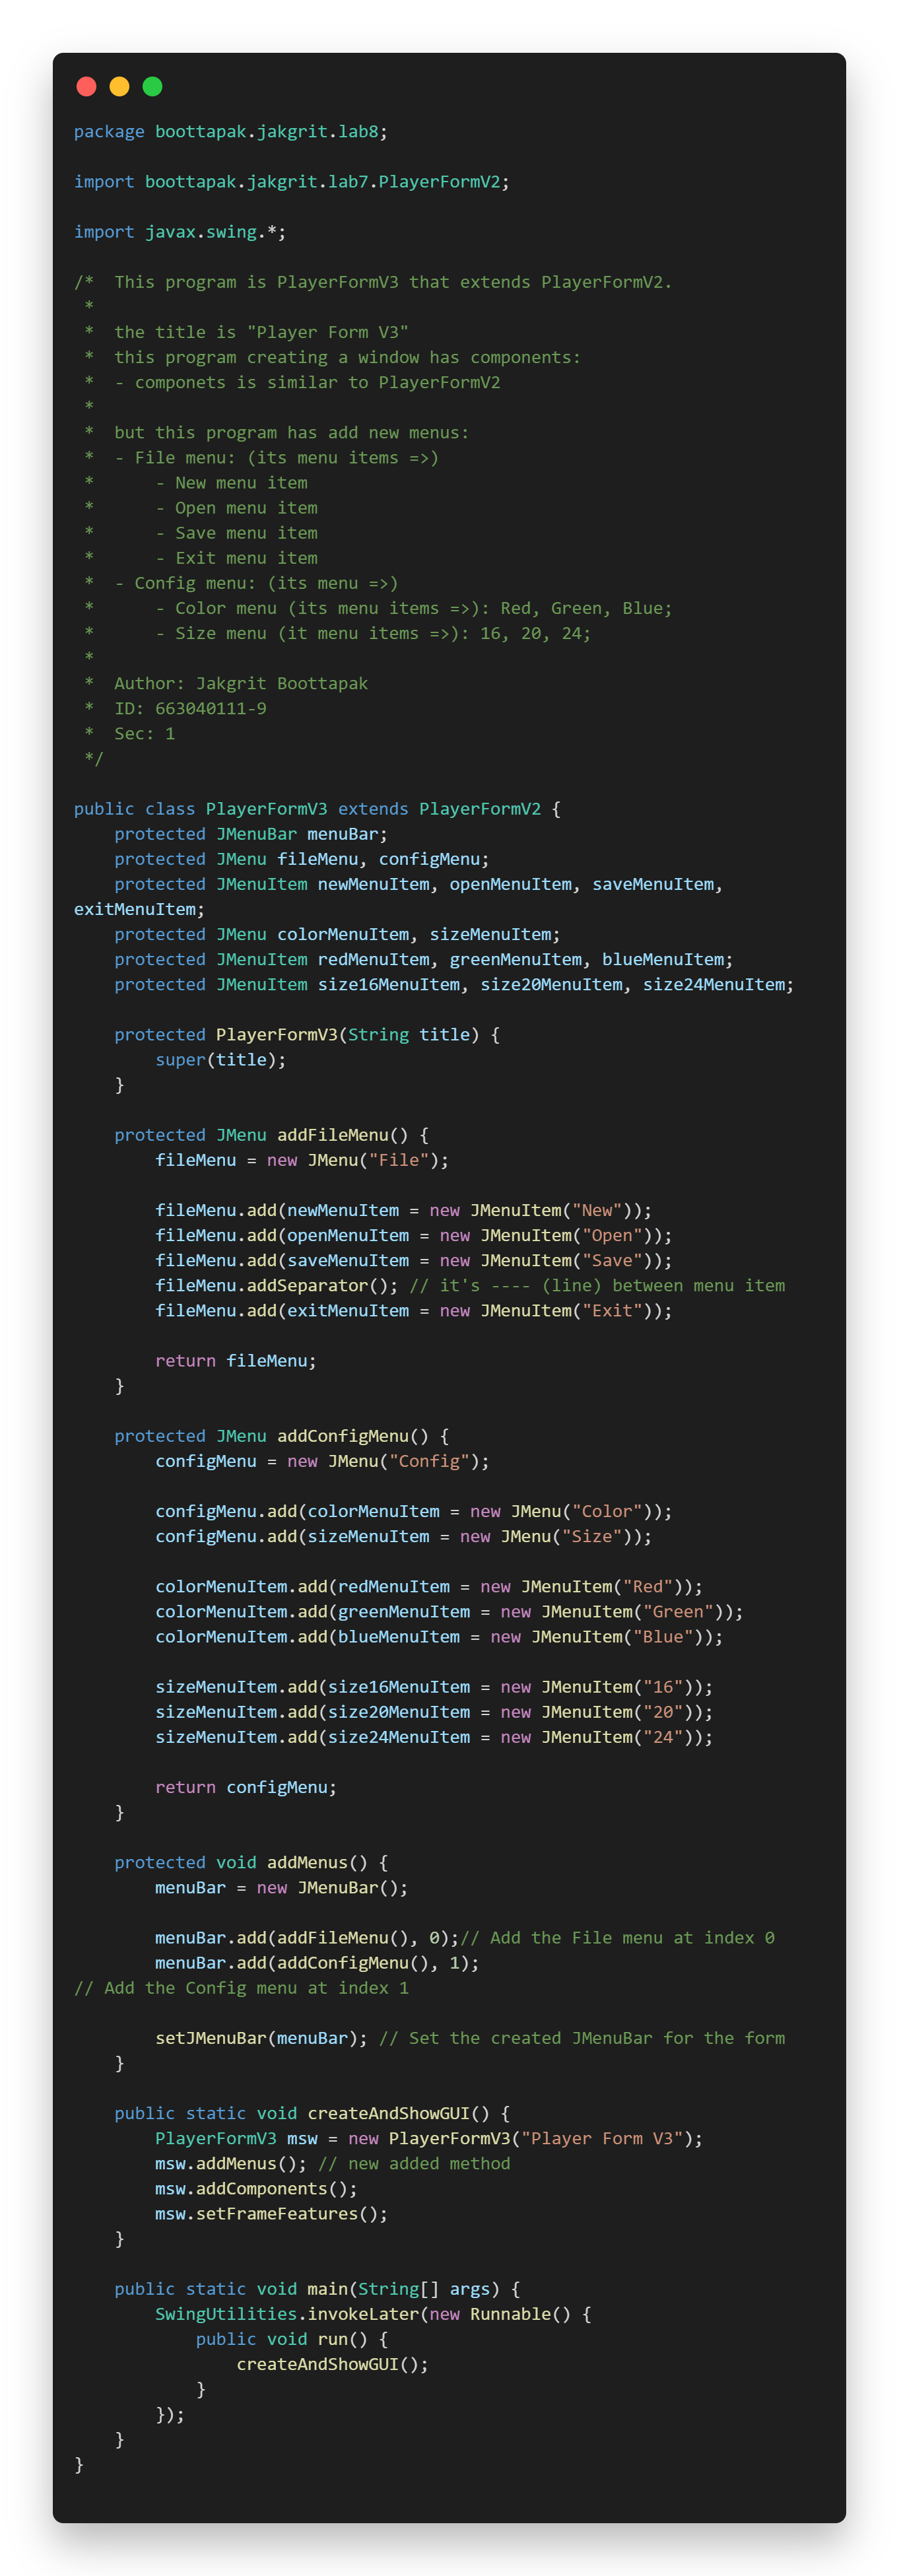 package boottapak.jakgrit.lab8;

import boottapak.jakgrit.lab7.PlayerFormV2;

import javax.swing.*;

/*  This program is PlayerFormV3 that extends PlayerFormV2.
 *
 *  the title is "Player Form V3"
 *  this program creating a window has components:
 *  - componets is similar to PlayerFormV2
 *
 *  but this program has add new menus:
 *  - File menu: (its menu items =>)
 *      - New menu item
 *      - Open menu item
 *      - Save menu item
 *      - Exit menu item
 *  - Config menu: (its menu =>)
 *      - Color menu (its menu items =>): Red, Green, Blue;
 *      - Size menu (it menu items =>): 16, 20, 24;
 *
 *  Author: Jakgrit Boottapak
 *  ID: 663040111-9
 *  Sec: 1
 */

public class PlayerFormV3 extends PlayerFormV2 {
    protected JMenuBar menuBar;
    protected JMenu fileMenu, configMenu;
    protected JMenuItem newMenuItem, openMenuItem, saveMenuItem,
exitMenuItem;
    protected JMenu colorMenuItem, sizeMenuItem;
    protected JMenuItem redMenuItem, greenMenuItem, blueMenuItem;
    protected JMenuItem size16MenuItem, size20MenuItem, size24MenuItem;

    protected PlayerFormV3(String title) {
        super(title);
    }

    protected JMenu addFileMenu() {
        fileMenu = new JMenu("File");

        fileMenu.add(newMenuItem = new JMenuItem("New"));
        fileMenu.add(openMenuItem = new JMenuItem("Open"));
        fileMenu.add(saveMenuItem = new JMenuItem("Save"));
        fileMenu.addSeparator(); // it's ---- (line) between menu item
        fileMenu.add(exitMenuItem = new JMenuItem("Exit"));

        return fileMenu;
    }

    protected JMenu addConfigMenu() {
        configMenu = new JMenu("Config");

        configMenu.add(colorMenuItem = new JMenu("Color"));
        configMenu.add(sizeMenuItem = new JMenu("Size"));

        colorMenuItem.add(redMenuItem = new JMenuItem("Red"));
        colorMenuItem.add(greenMenuItem = new JMenuItem("Green"));
        colorMenuItem.add(blueMenuItem = new JMenuItem("Blue"));

        sizeMenuItem.add(size16MenuItem = new JMenuItem("16"));
        sizeMenuItem.add(size20MenuItem = new JMenuItem("20"));
        sizeMenuItem.add(size24MenuItem = new JMenuItem("24"));

        return configMenu;
    }

    protected void addMenus() {
        menuBar = new JMenuBar();

        menuBar.add(addFileMenu(), 0);// Add the File menu at index 0
        menuBar.add(addConfigMenu(), 1);
// Add the Config menu at index 1

        setJMenuBar(menuBar); // Set the created JMenuBar for the form
    }

    public static void createAndShowGUI() {
        PlayerFormV3 msw = new PlayerFormV3("Player Form V3");
        msw.addMenus(); // new added method
        msw.addComponents();
        msw.setFrameFeatures();
    }

    public static void main(String[] args) {
        SwingUtilities.invokeLater(new Runnable() {
            public void run() {
                createAndShowGUI();
            }
        });
    }
}